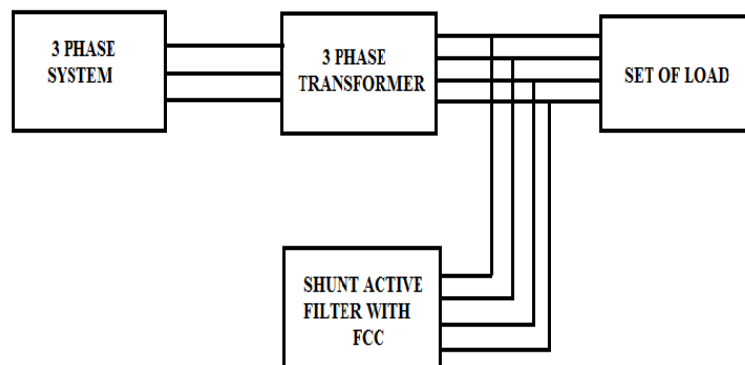 3 PHASE
SYSTEM
3 PHASE
TRANSFORMER
SET OF LOAD
SHUNT ACTIVE
FILTER WITH
FCC